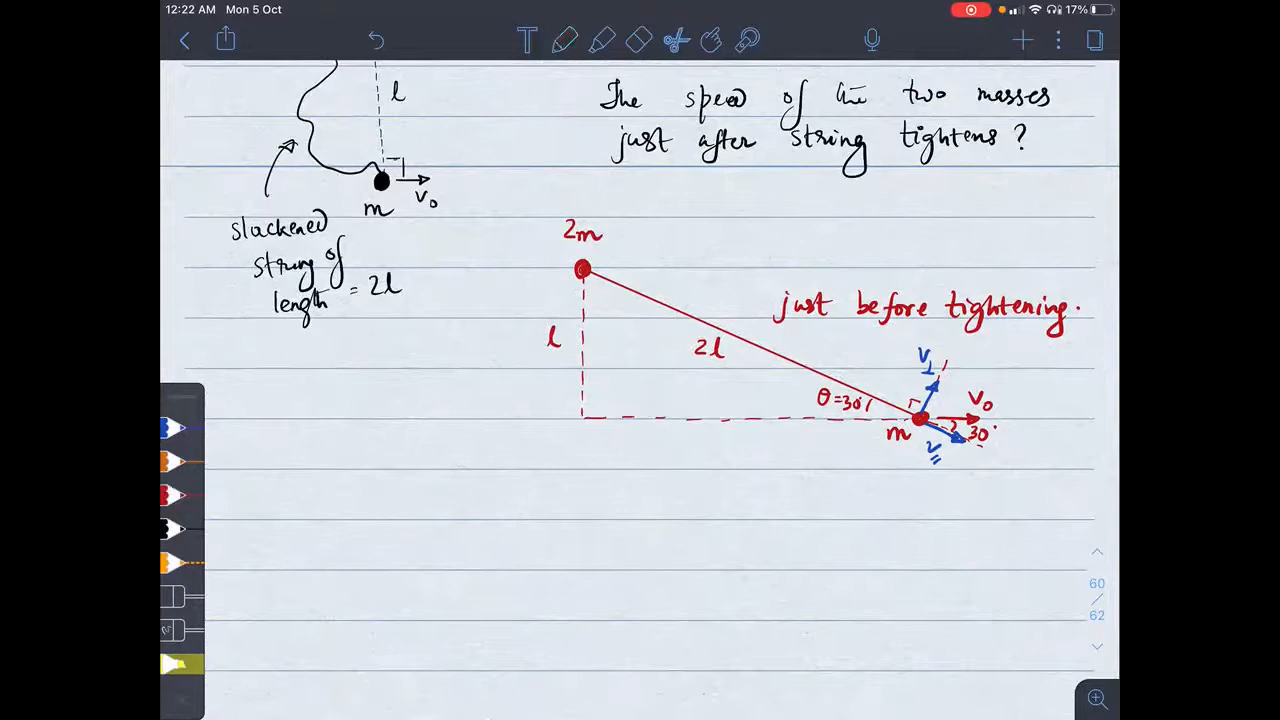 12:22 AM Mon 5 Oct
17%
T
l
The speed of the two masses
just after string tightens ?
v₀
m
slackened
string of
length = 2l
2m
just before tightening.
l
2l
v⊥
θ=30°
v₀
m
30°
v
60
/
62